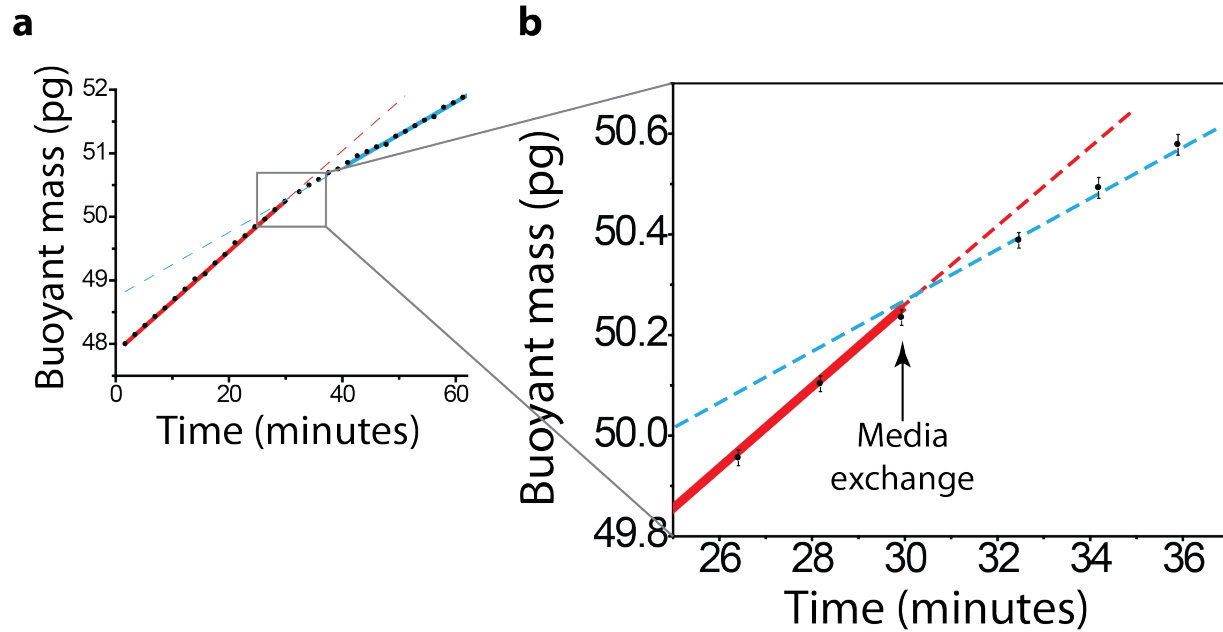 a
Buoyant mass (pg)
52
51
50
49
48
0
20
40
60
Time (minutes)
b
Buoyant mass (pg)
50.6
50.4
50.2
50.0
49.8
Media
exchange
26
28
30
32
34
36
Time (minutes)